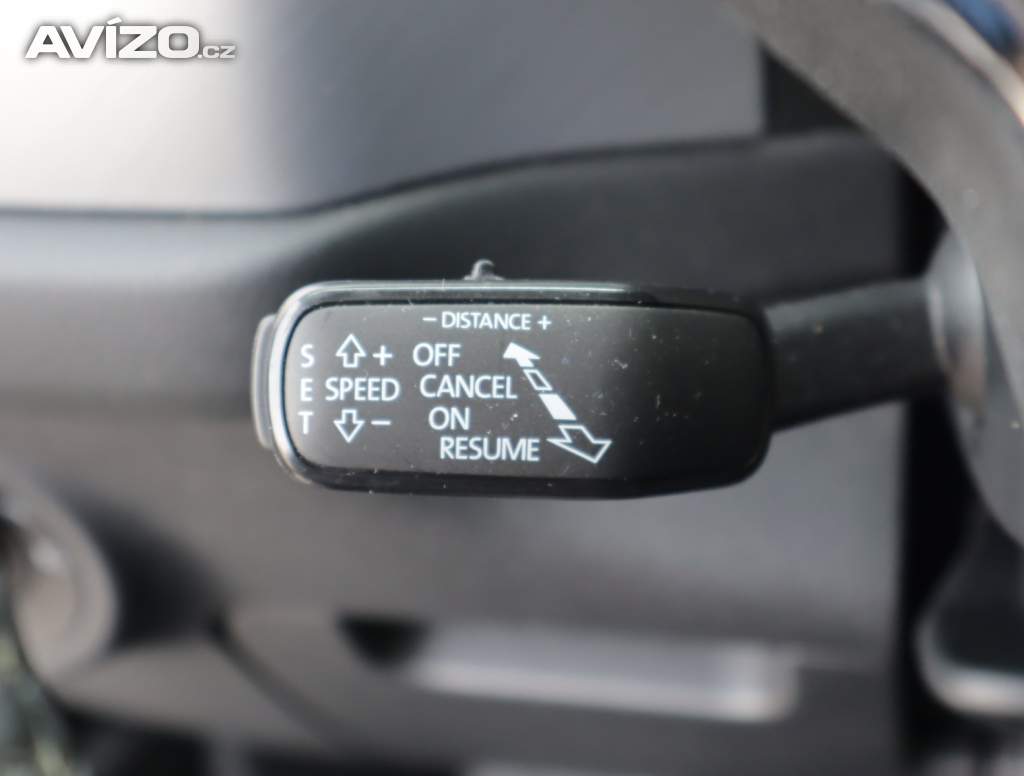 AVÍZO.cz
– DISTANCE +
S + OFF
E SPEED CANCEL
T – ON
RESUME